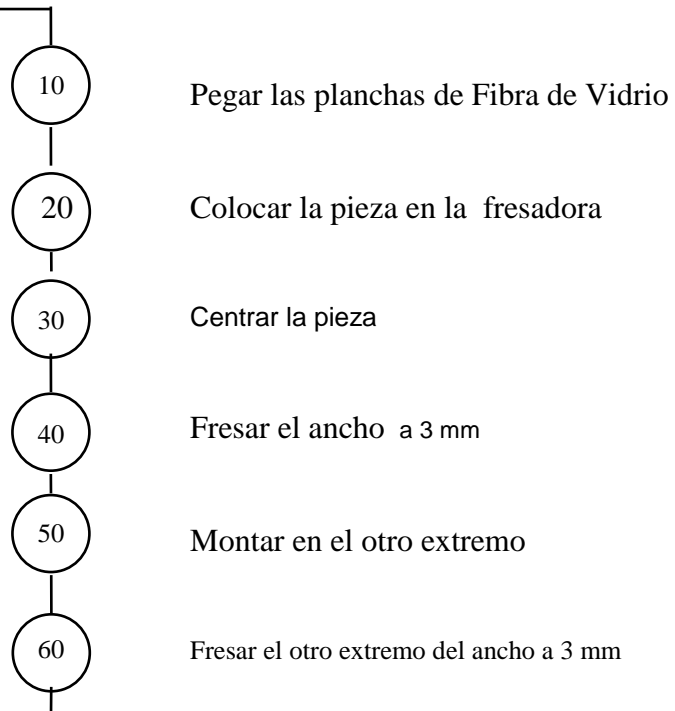 10 Pegar las planchas de Fibra de Vidrio
20 Colocar la pieza en la fresadora
30 Centrar la pieza
40 Fresar el ancho a 3 mm
50 Montar en el otro extremo
60 Fresar el otro extremo del ancho a 3 mm